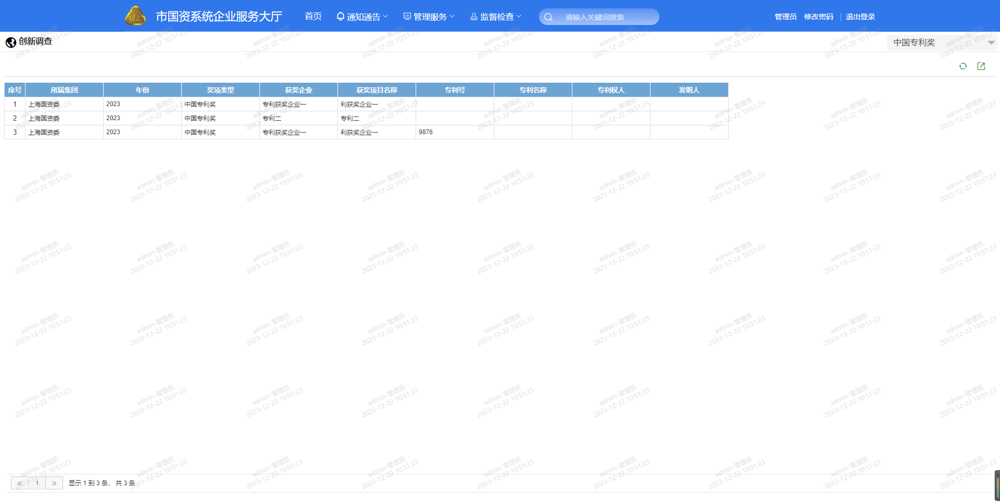 市国资系统企业服务大厅 首页 通知通告 管理服务 监督检查 请输入关键词搜索 管理员 修改密码 退出登录
创新调查 中国专利奖
序号 所属集团 年份 奖项类型 获奖企业 获奖项目名称 专利号 专利名称 专利权人 发明人
1 上海国资委 2023 中国专利奖 专利获奖企业一 利获奖企业一
2 上海国资委 2023 中国专利奖 专利二 专利二
3 上海国资委 2023 中国专利奖 专利获奖企业一 利获奖企业一 9876
admin-管理员
2023-12-22 10:51:23
« 1 » 显示 1 到 3 条， 共 3 条